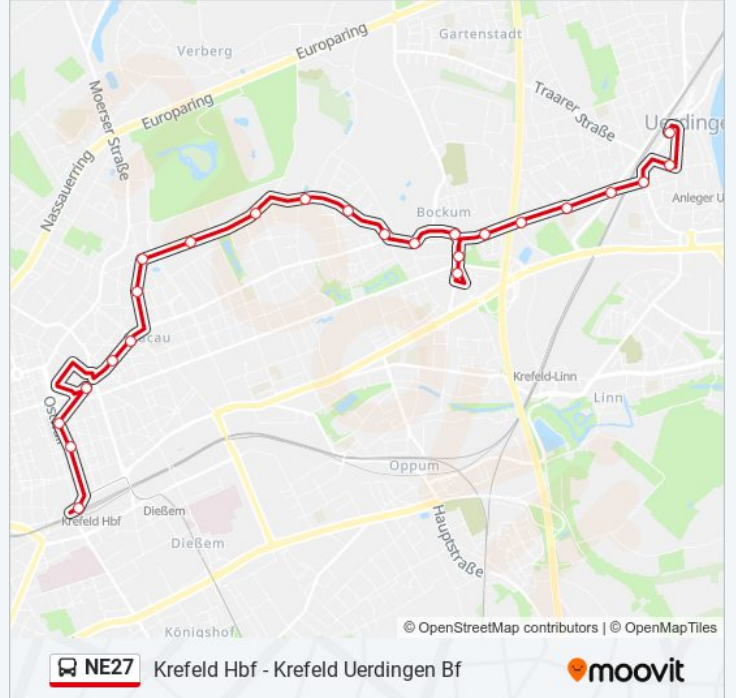 Gartenstadt
Verberg
Europaring
Europaring
Moerser Straße
Traarer Straße
Uerdinge
Nassauerring
Anleger U
Bockum
acau
Krefeld-Linn
Linn
Ostwall
Oppum
Dießem
Krefeld Hbf
Hauptstraße
Dießem
Königshof
© OpenStreetMap contributors | © OpenMapTiles
NE27 Krefeld Hbf - Krefeld Uerdingen Bf
moovit